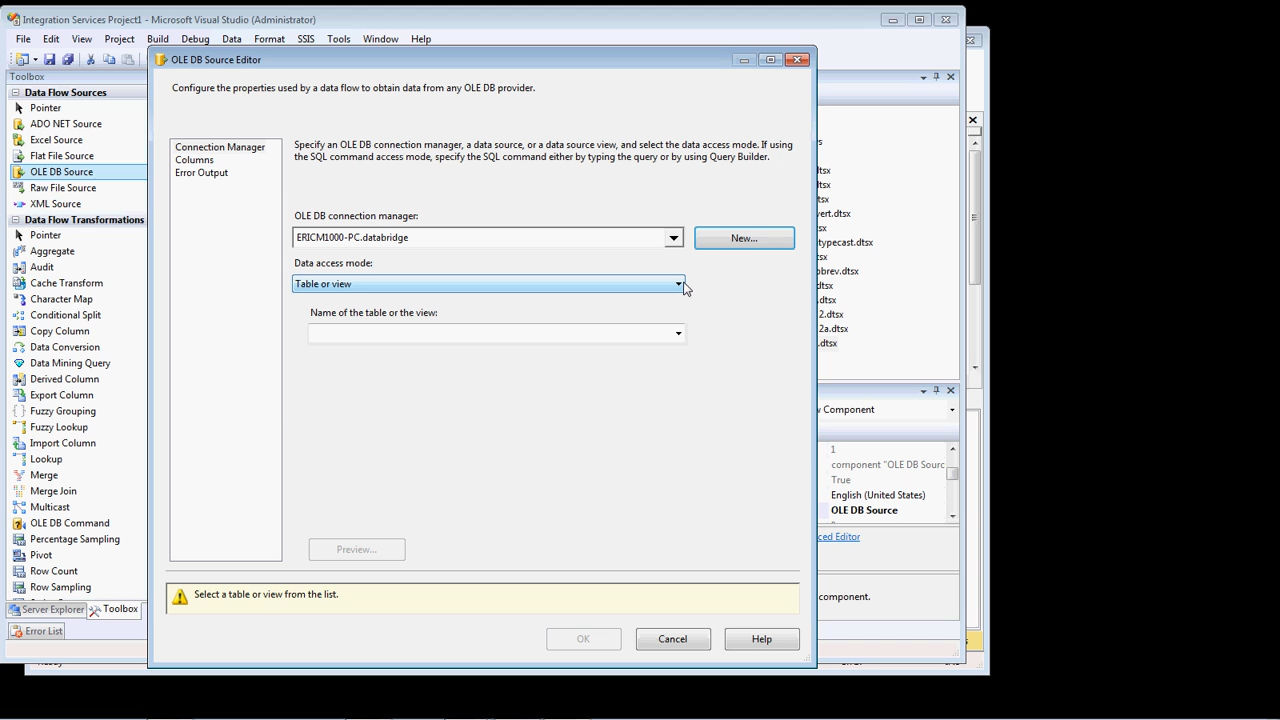 Integration Services Project1 - Microsoft Visual Studio (Administrator)
File Edit View Project Build Debug Data Format SSIS Tools Window Help
Toolbox
Data Flow Sources
Pointer
ADO NET Source
Excel Source
Flat File Source
OLE DB Source
Raw File Source
XML Source
Data Flow Transformations
Pointer
Aggregate
Audit
Cache Transform
Character Map
Conditional Split
Copy Column
Data Conversion
Data Mining Query
Derived Column
Export Column
Fuzzy Grouping
Fuzzy Lookup
Import Column
Lookup
Merge
Merge Join
Multicast
OLE DB Command
Percentage Sampling
Pivot
Row Count
Row Sampling
Server Explorer Toolbox
Error List
OLE DB Source Editor
Configure the properties used by a data flow to obtain data from any OLE DB provider.
Connection Manager
Columns
Error Output
Specify an OLE DB connection manager, a data source, or a data source view, and select the data access mode. If using
the SQL command access mode, specify the SQL command either by typing the query or by using Query Builder.
OLE DB connection manager:
ERICM1000-PC.databridge
New...
Data access mode:
Table or view
Name of the table or the view:
Preview...
Select a table or view from the list.
OK Cancel Help
s
dtsx
dtsx
dtsx
vert.dtsx
dtsx
typecast.dtsx
dtsx
bbrev.dtsx
dtsx
2.dtsx
2a.dtsx
.dtsx
w Component
1
component "OLE DB Sourc
True
English (United States)
OLE DB Source
ced Editor
component.